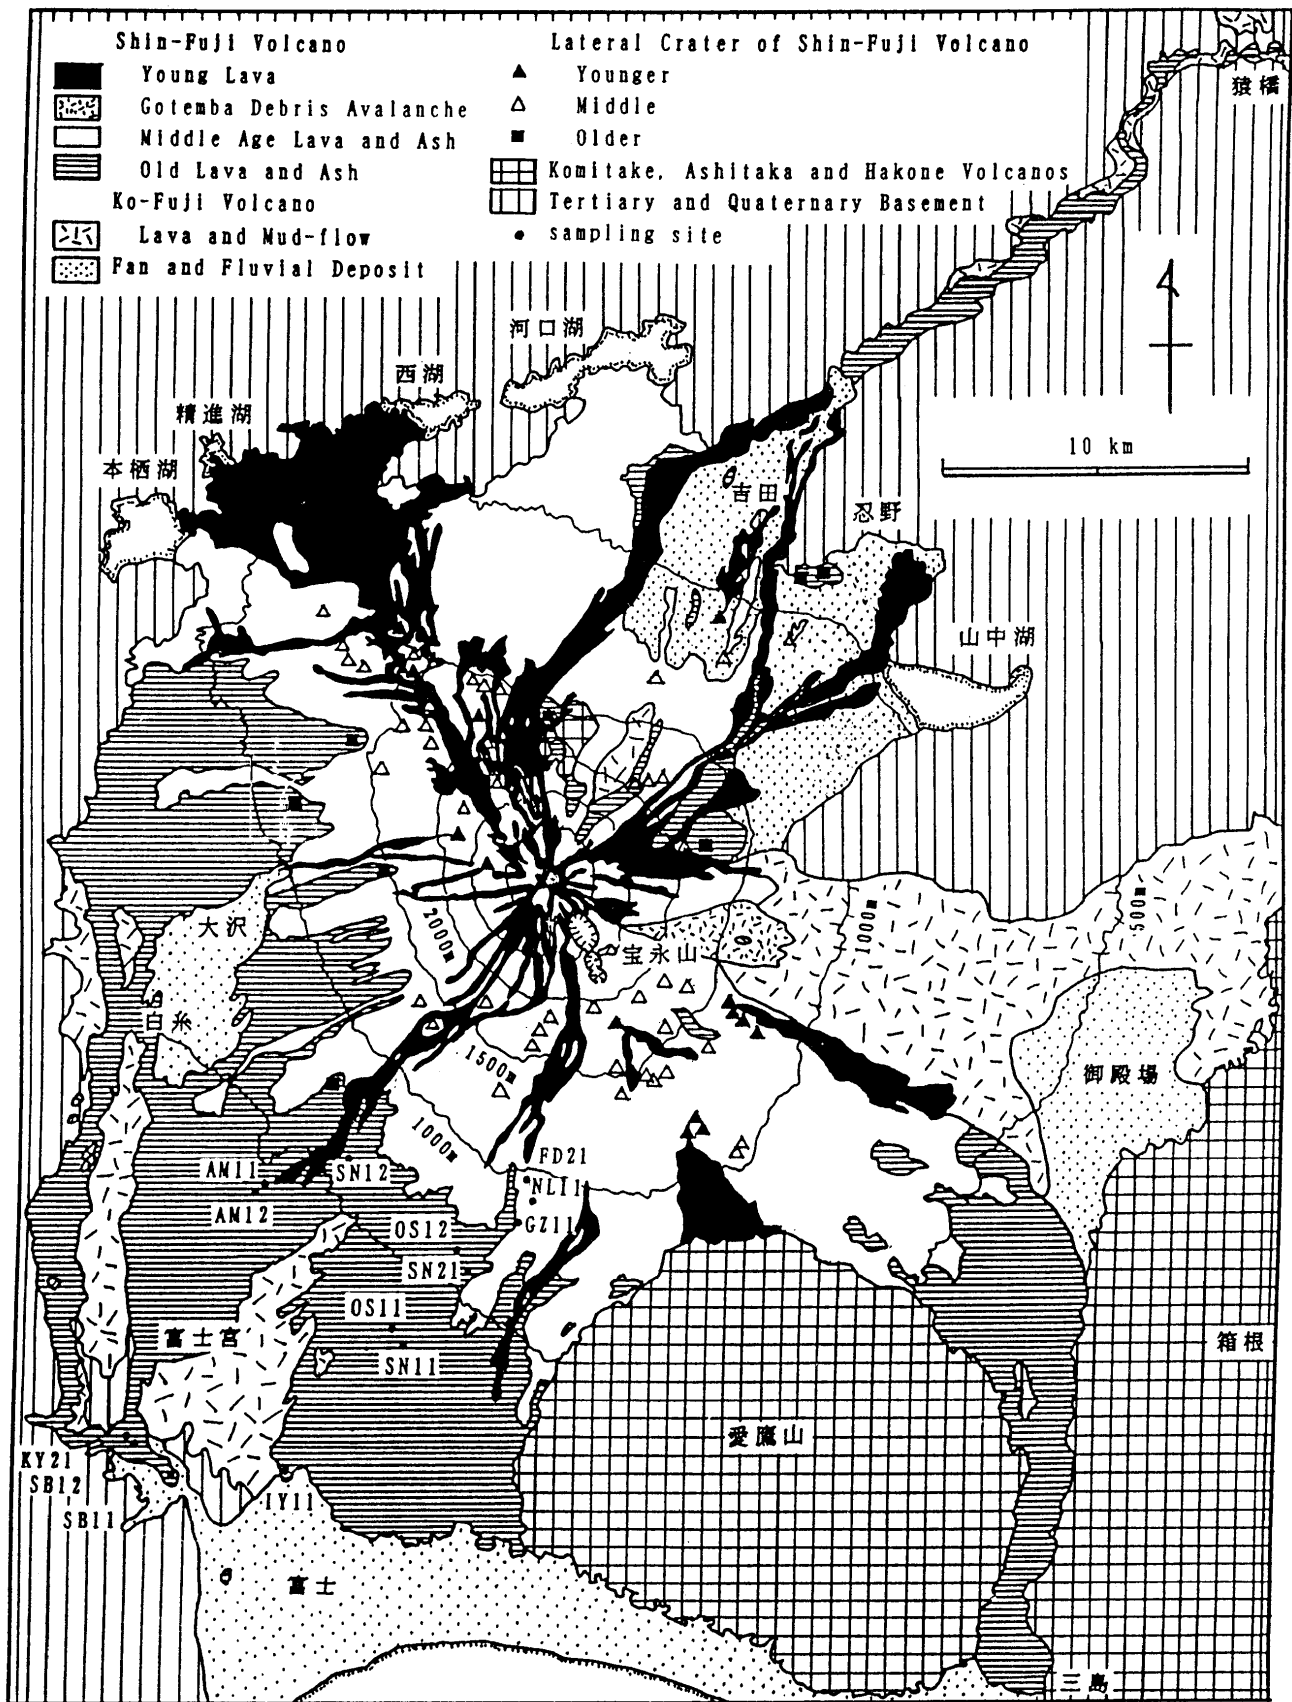 Shin-Fuji Volcano
Young Lava
Gotemba Debris Avalanche
Middle Age Lava and Ash
Old Lava and Ash
Ko-Fuji Volcano
Lava and Mud-flow
Fan and Fluvial Deposit
Lateral Crater of Shin-Fuji Volcano
Younger
Middle
Older
Komitake, Ashitaka and Hakone Volcanos
Tertiary and Quaternary Basement
sampling site
猿橋
河口湖
西湖
精進湖
本栖湖
10 km
吉田
忍野
山中湖
大沢
2000m
宝永山
1000m
500m
白糸
1500m
御殿場
1000m
FD21
AM11
SN12
NL11
AM12
OS12
GZ11
SN21
OS11
富士宮
SN11
箱根
愛鷹山
KY21
SB12
IY11
SB11
富士
三島